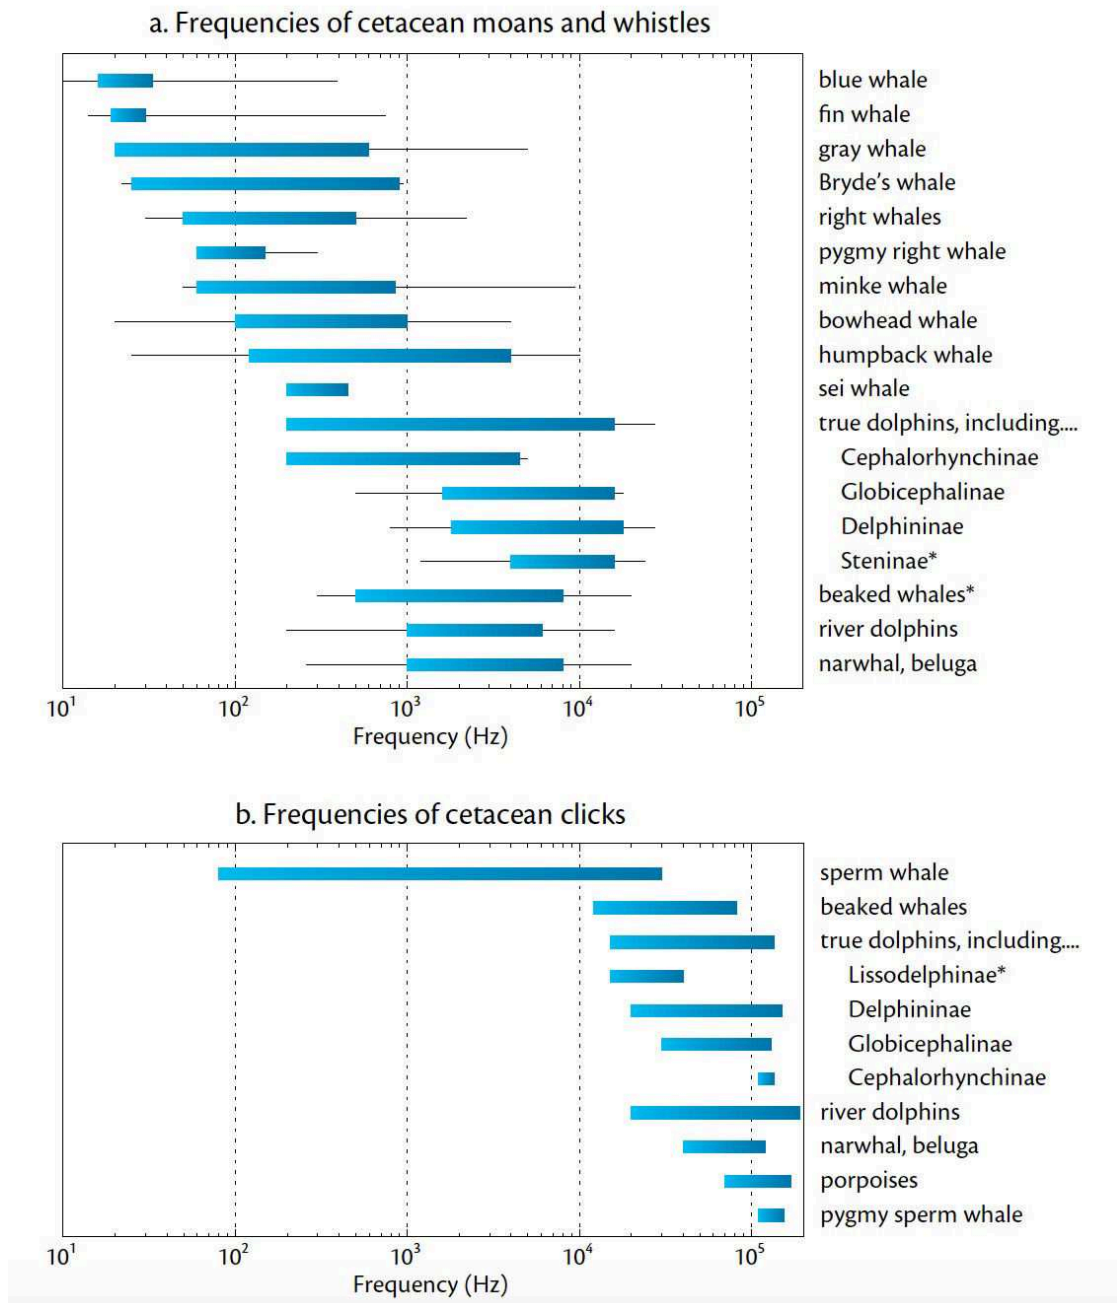 a. Frequencies of cetacean moans and whistles
blue whale
fin whale
gray whale
Bryde’s whale
right whales
pygmy right whale
minke whale
bowhead whale
humpback whale
sei whale
true dolphins, including....
Cephalorhynchinae
Globicephalinae
Delphininae
Steninae*
beaked whales*
river dolphins
narwhal, beluga
10¹ 10² 10³ 10⁴ 10⁵
Frequency (Hz)
b. Frequencies of cetacean clicks
sperm whale
beaked whales
true dolphins, including....
Lissodelphinae*
Delphininae
Globicephalinae
Cephalorhynchinae
river dolphins
narwhal, beluga
porpoises
pygmy sperm whale
10¹ 10² 10³ 10⁴ 10⁵
Frequency (Hz)